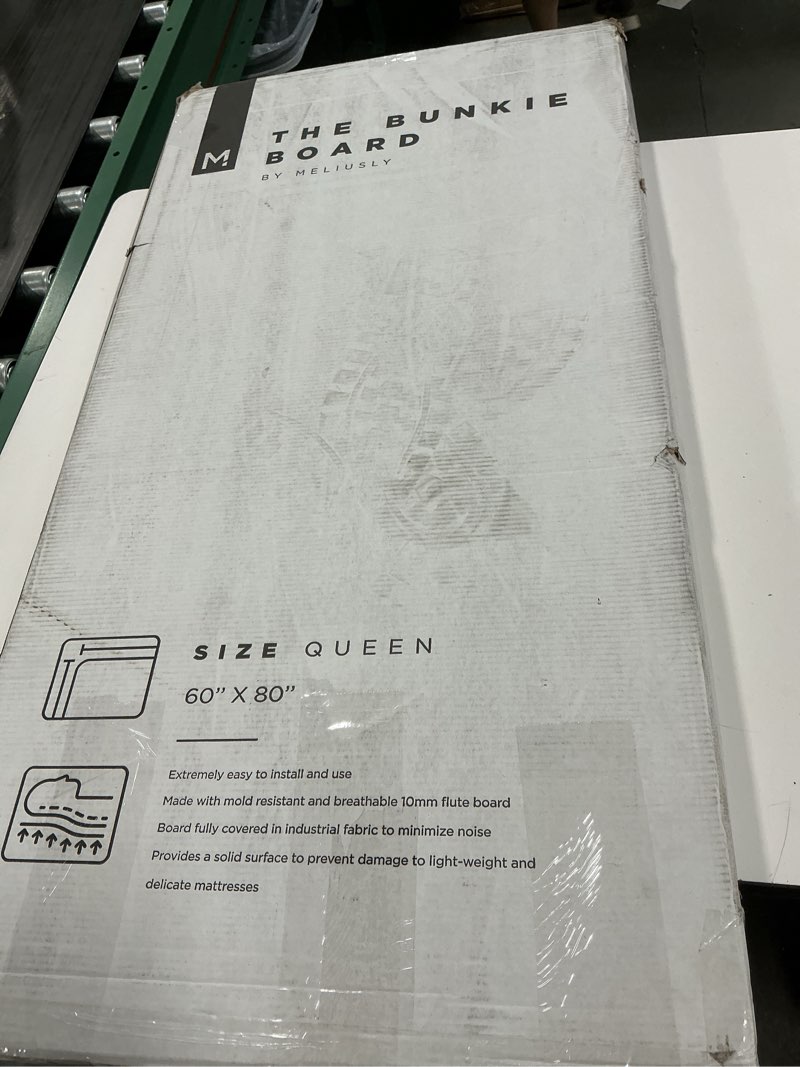 M.
THE BUNKIE
BOARD
BY MELIUSLY
SIZE QUEEN
60” X 80”
Extremely easy to install and use
Made with mold resistant and breathable 10mm flute board
Board fully covered in industrial fabric to minimize noise
Provides a solid surface to prevent damage to light-weight and
delicate mattresses